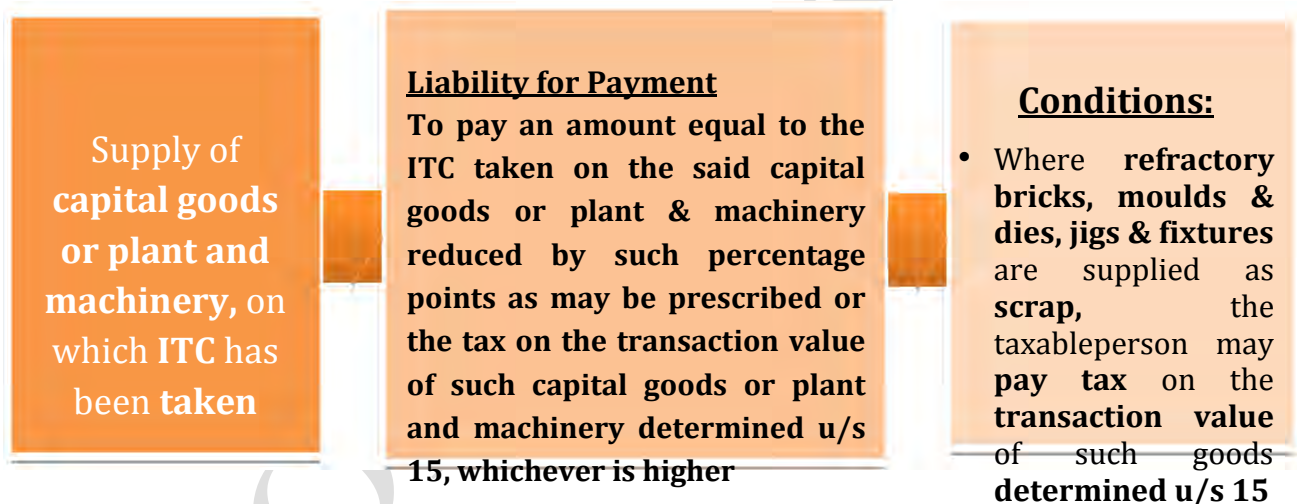 Supply of
capital goods
or plant and
machinery, on
which ITC has
been taken
Liability for Payment
To pay an amount equal to the
ITC taken on the said capital
goods or plant & machinery
reduced by such percentage
points as may be prescribed or
the tax on the transaction value
of such capital goods or plant
and machinery determined u/s
15, whichever is higher
Conditions:
• Where refractory
bricks, moulds &
dies, jigs & fixtures
are supplied as
scrap, the
taxableperson may
pay tax on the
transaction value
of such goods
determined u/s 15